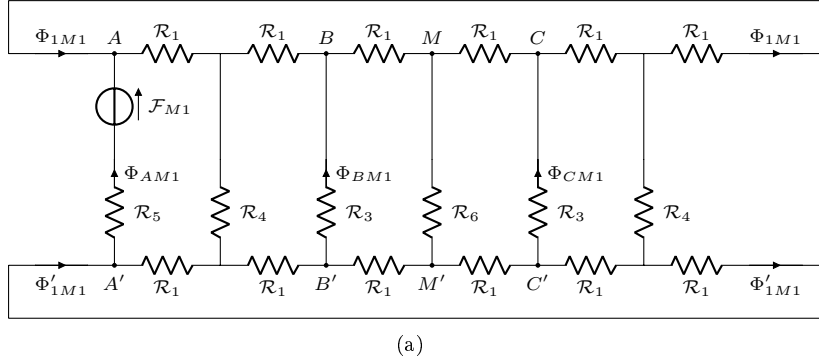 Φ1M1 A ℛ1 ℛ1 B ℛ1 M ℛ1 C ℛ1 ℛ1 Φ1M1
ℱM1
ΦAM1 ΦBM1 ΦCM1
ℛ5 ℛ4 ℛ3 ℛ6 ℛ3 ℛ4
Φ′1M1 A′ ℛ1 ℛ1 B′ ℛ1 M′ ℛ1 C′ ℛ1 ℛ1 Φ′1M1
(a)